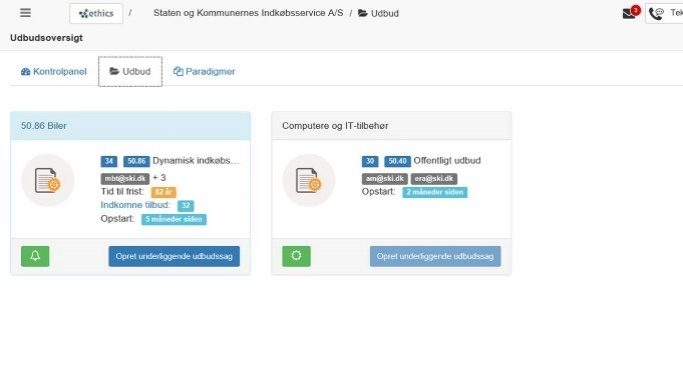 ethics / Staten og Kommunernes Indkøbsservice A/S / Udbud 3 Tek
Udbudsoversigt
Kontrolpanel Udbud Paradigmer
50.86 Biler
34 50.86 Dynamisk indkøbs...
mbt@ski.dk + 3
Tid til frist: 82 år
Indkomne tilbud: 32
Opstart: 5 måneder siden
Opret underliggende udbudssag
Computere og IT-tilbehør
30 50.40 Offentligt udbud
am@ski.dk era@ski.dk
Opstart: 2 måneder siden
Opret underliggende udbudssag